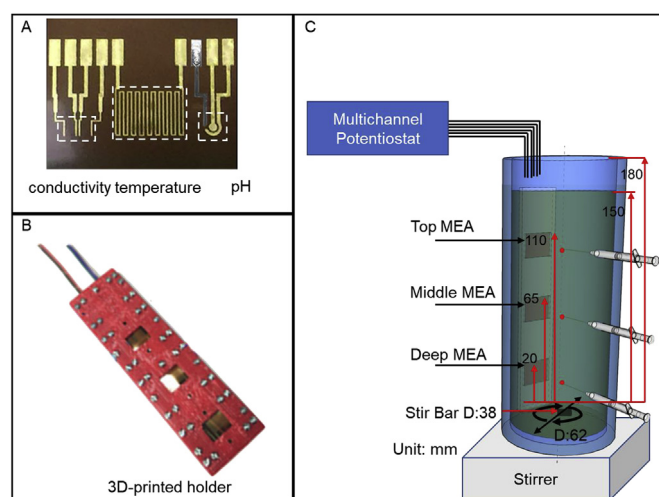 A
conductivity temperature pH
B
3D-printed holder
C
Multichannel
Potentiostat
180
150
Top MEA
110
Middle MEA
65
Deep MEA
20
Stir Bar D:38
D:62
Unit: mm
Stirrer